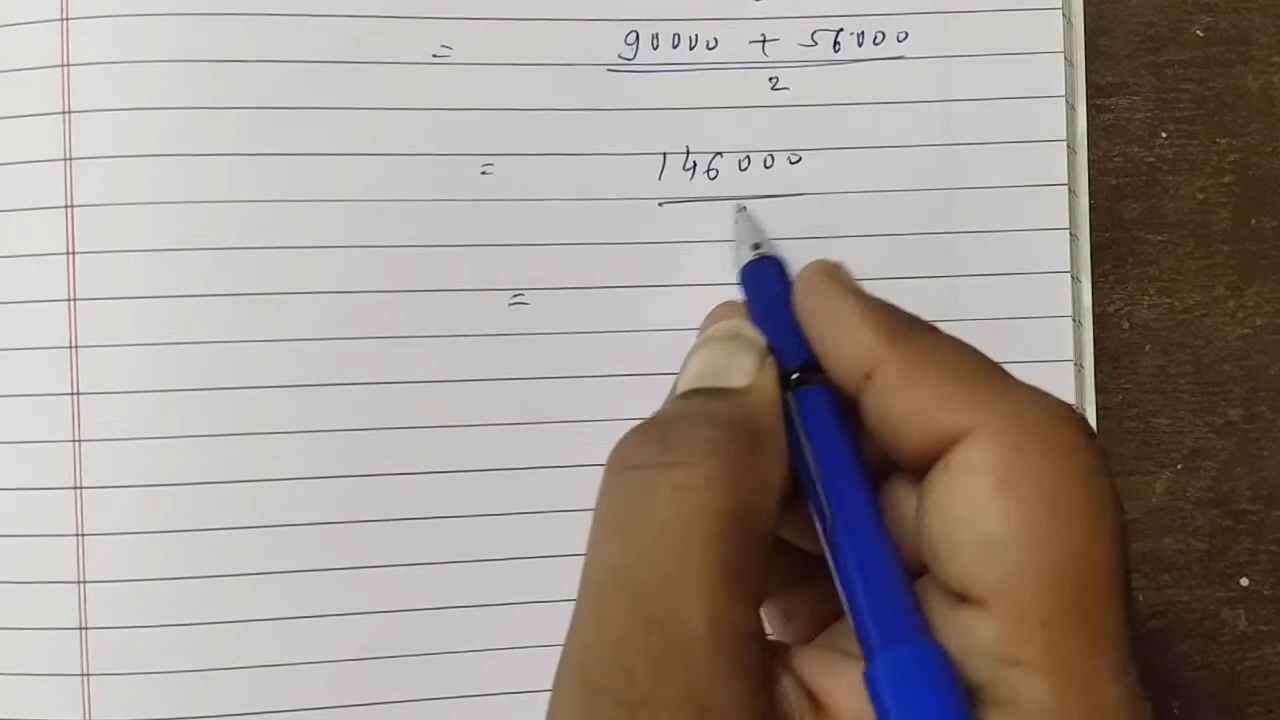 = 90000 + 56000
2
= 146000
=